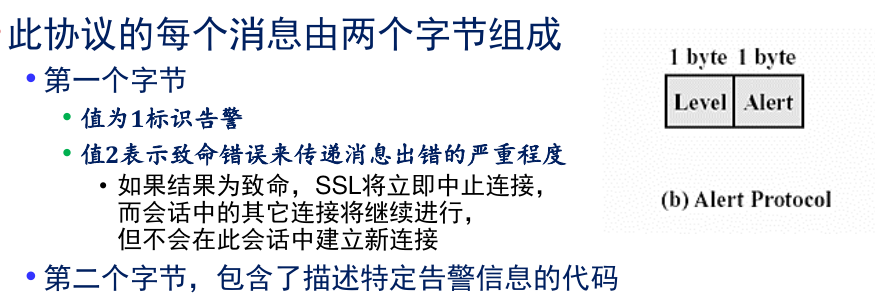 此协议的每个消息由两个字节组成
第一个字节
值为1标识告警
值2表示致命错误来传递消息出错的严重程度
如果结果为致命，SSL将立即中止连接，
而会话中的其它连接将继续进行，
但不会在此会话中建立新连接
第二个字节，包含了描述特定告警信息的代码
1 byte 1 byte
Level Alert
(b) Alert Protocol